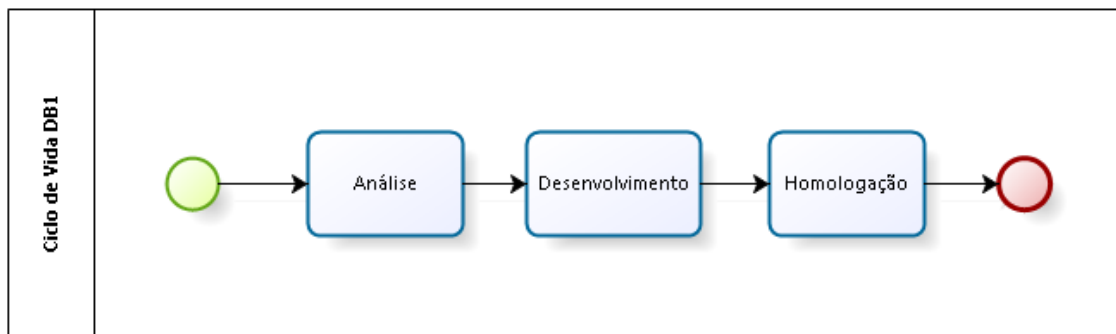 Ciclo de Vida DB1
Análise
Desenvolvimento
Homologação